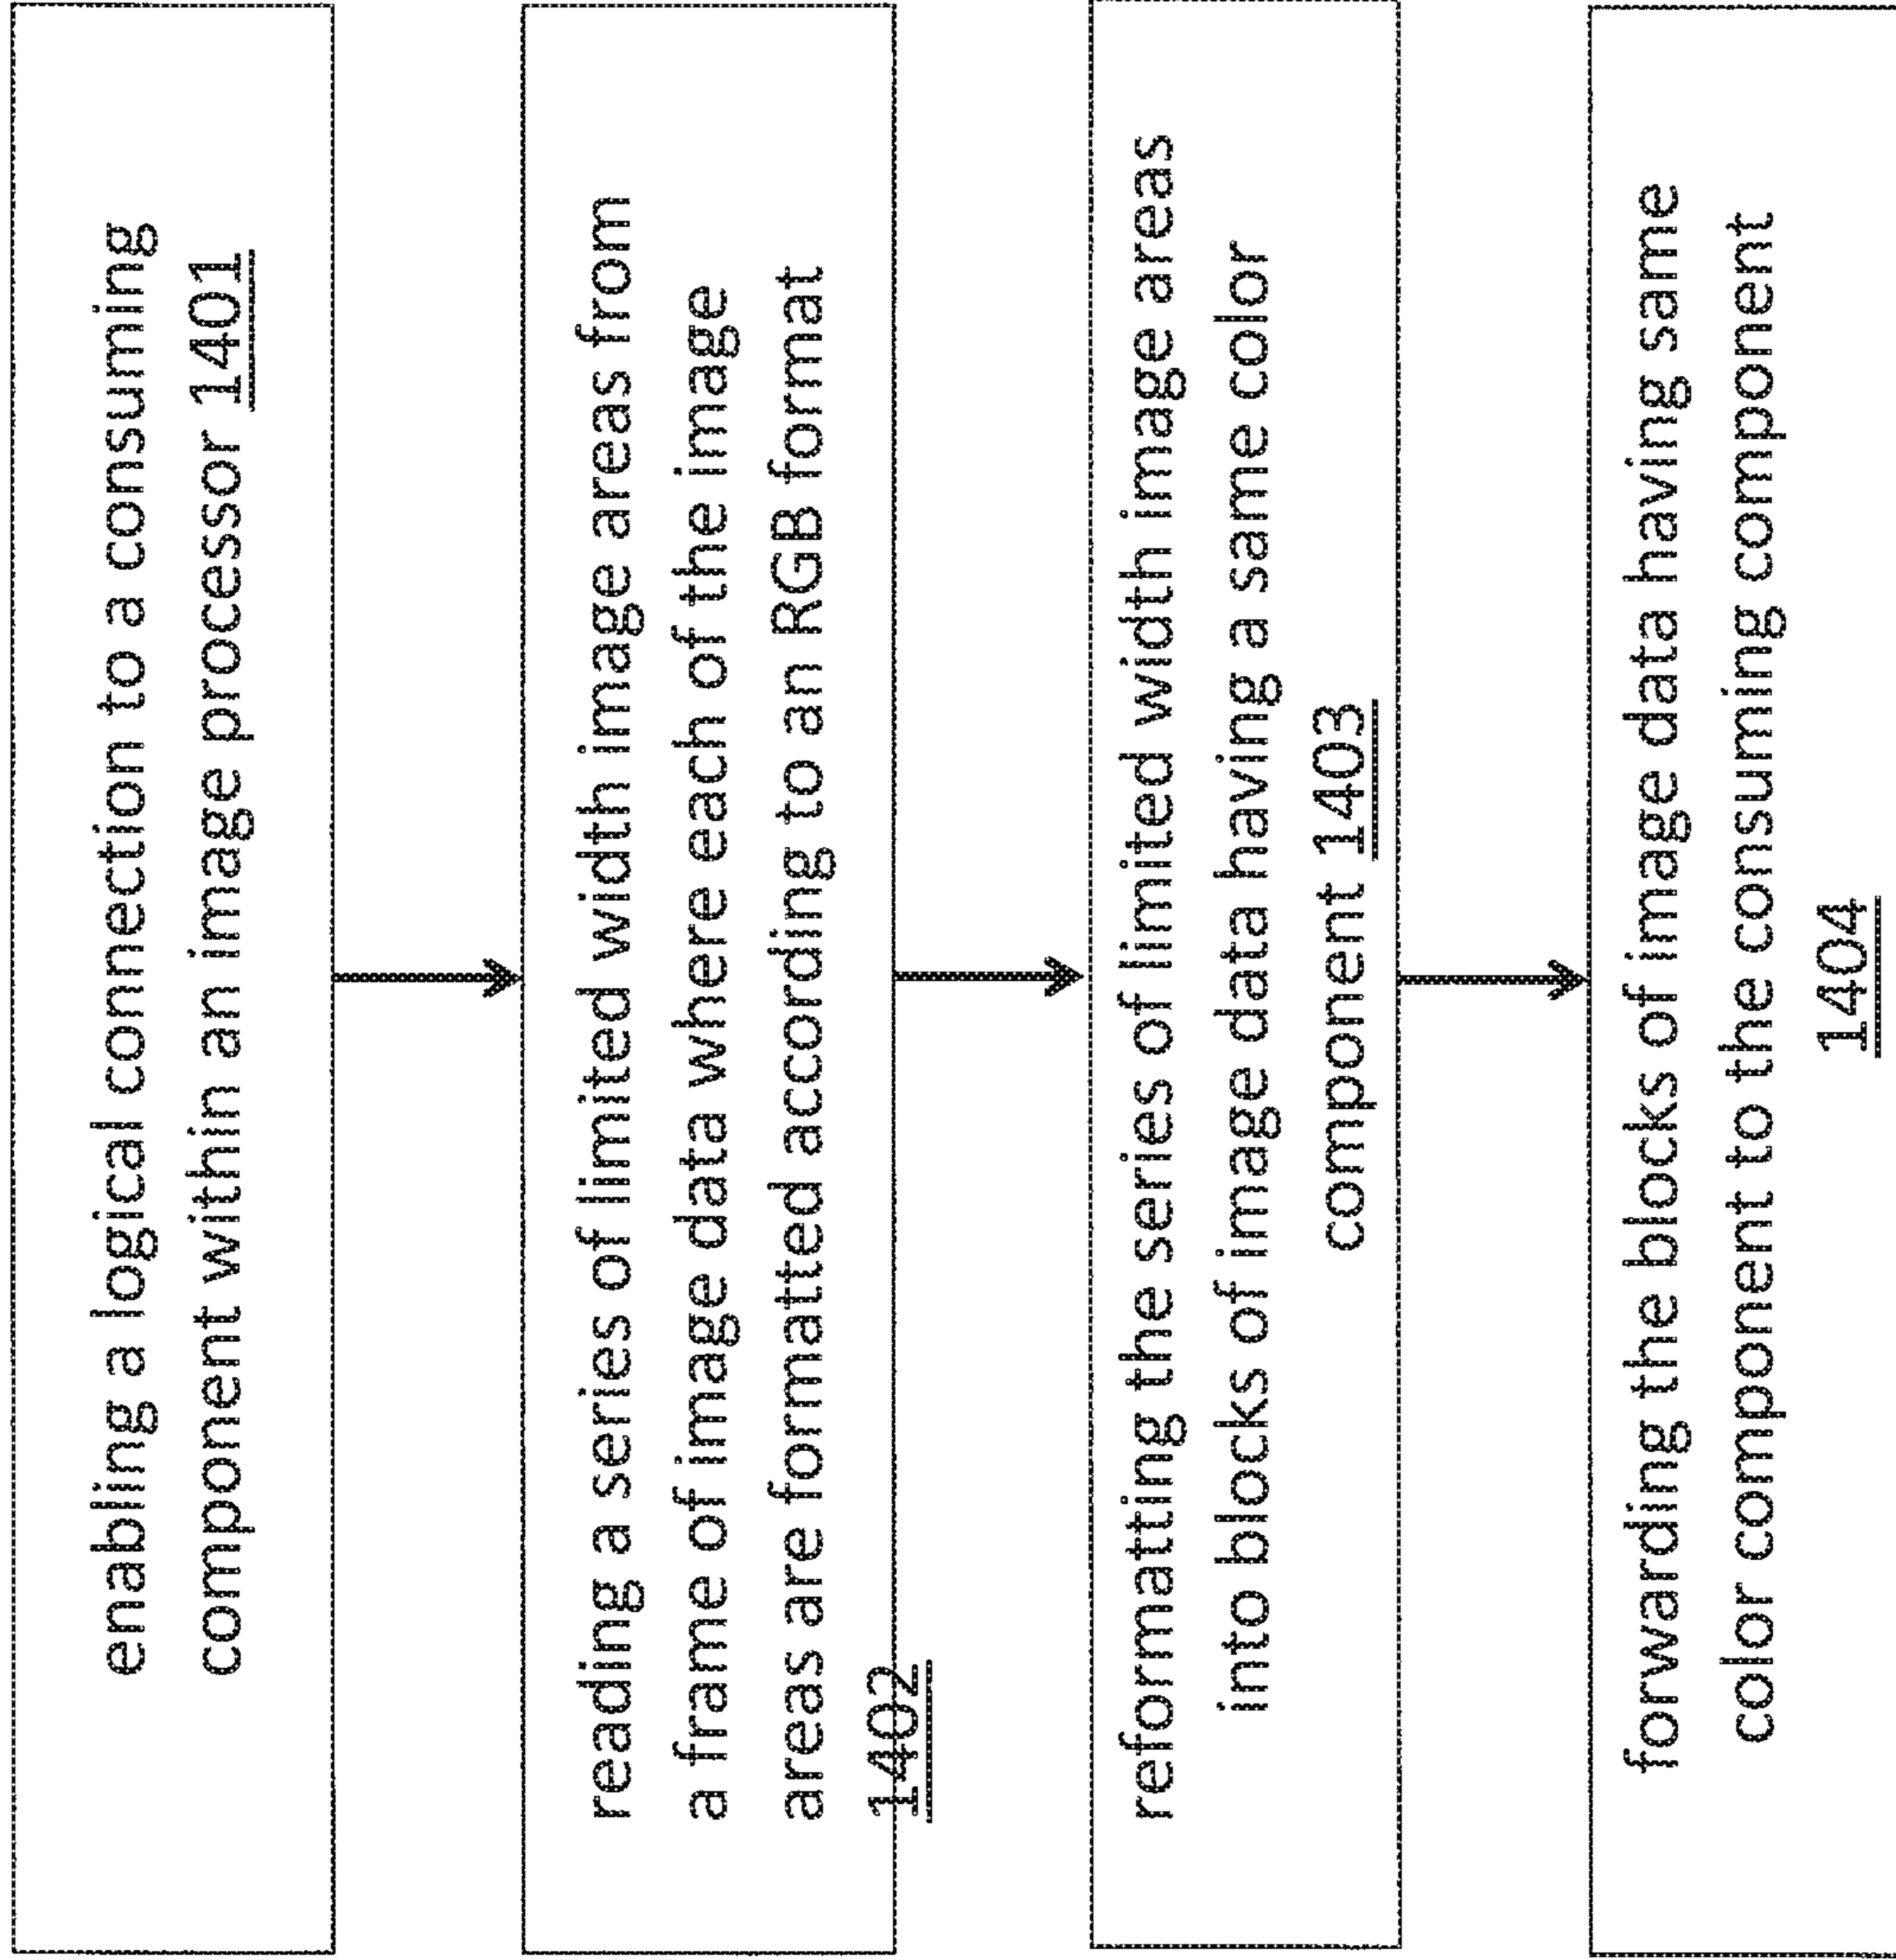 enabling a logical connection to a consuming
component within an image processor 1401
reading a series of limited width image areas from
a frame of image data where each of the image
areas are formatted according to an RGB format
1402
reformatting the series of limited width image areas
into blocks of image data having a same color
component 1403
forwarding the blocks of image data having same
color component to the consuming component
1404